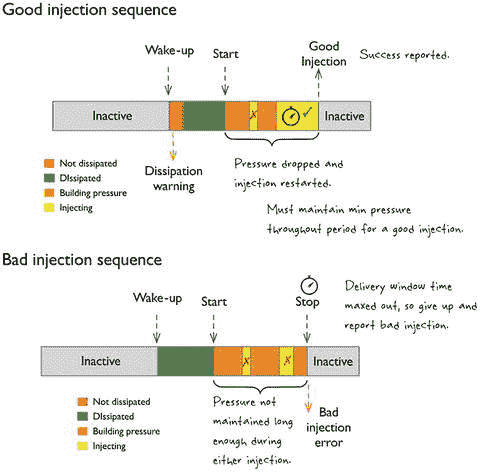 Good injection sequence
Wake-up
Start
Good
Injection
Success reported.
Inactive
✗
✓
Inactive
Not dissipated
DIssipated
Building pressure
Injecting
Dissipation
warning
Pressure dropped and
injection restarted.
Must maintain min pressure
throughout period for a good injection.
Bad injection sequence
Wake-up
Start
Stop
Delivery window time
maxed out, so give up and
report bad injection.
Inactive
✗
✗
Inactive
Not dissipated
DIssipated
Building pressure
Injecting
Pressure not
maintained long
enough during
either injection.
Bad
injection
error